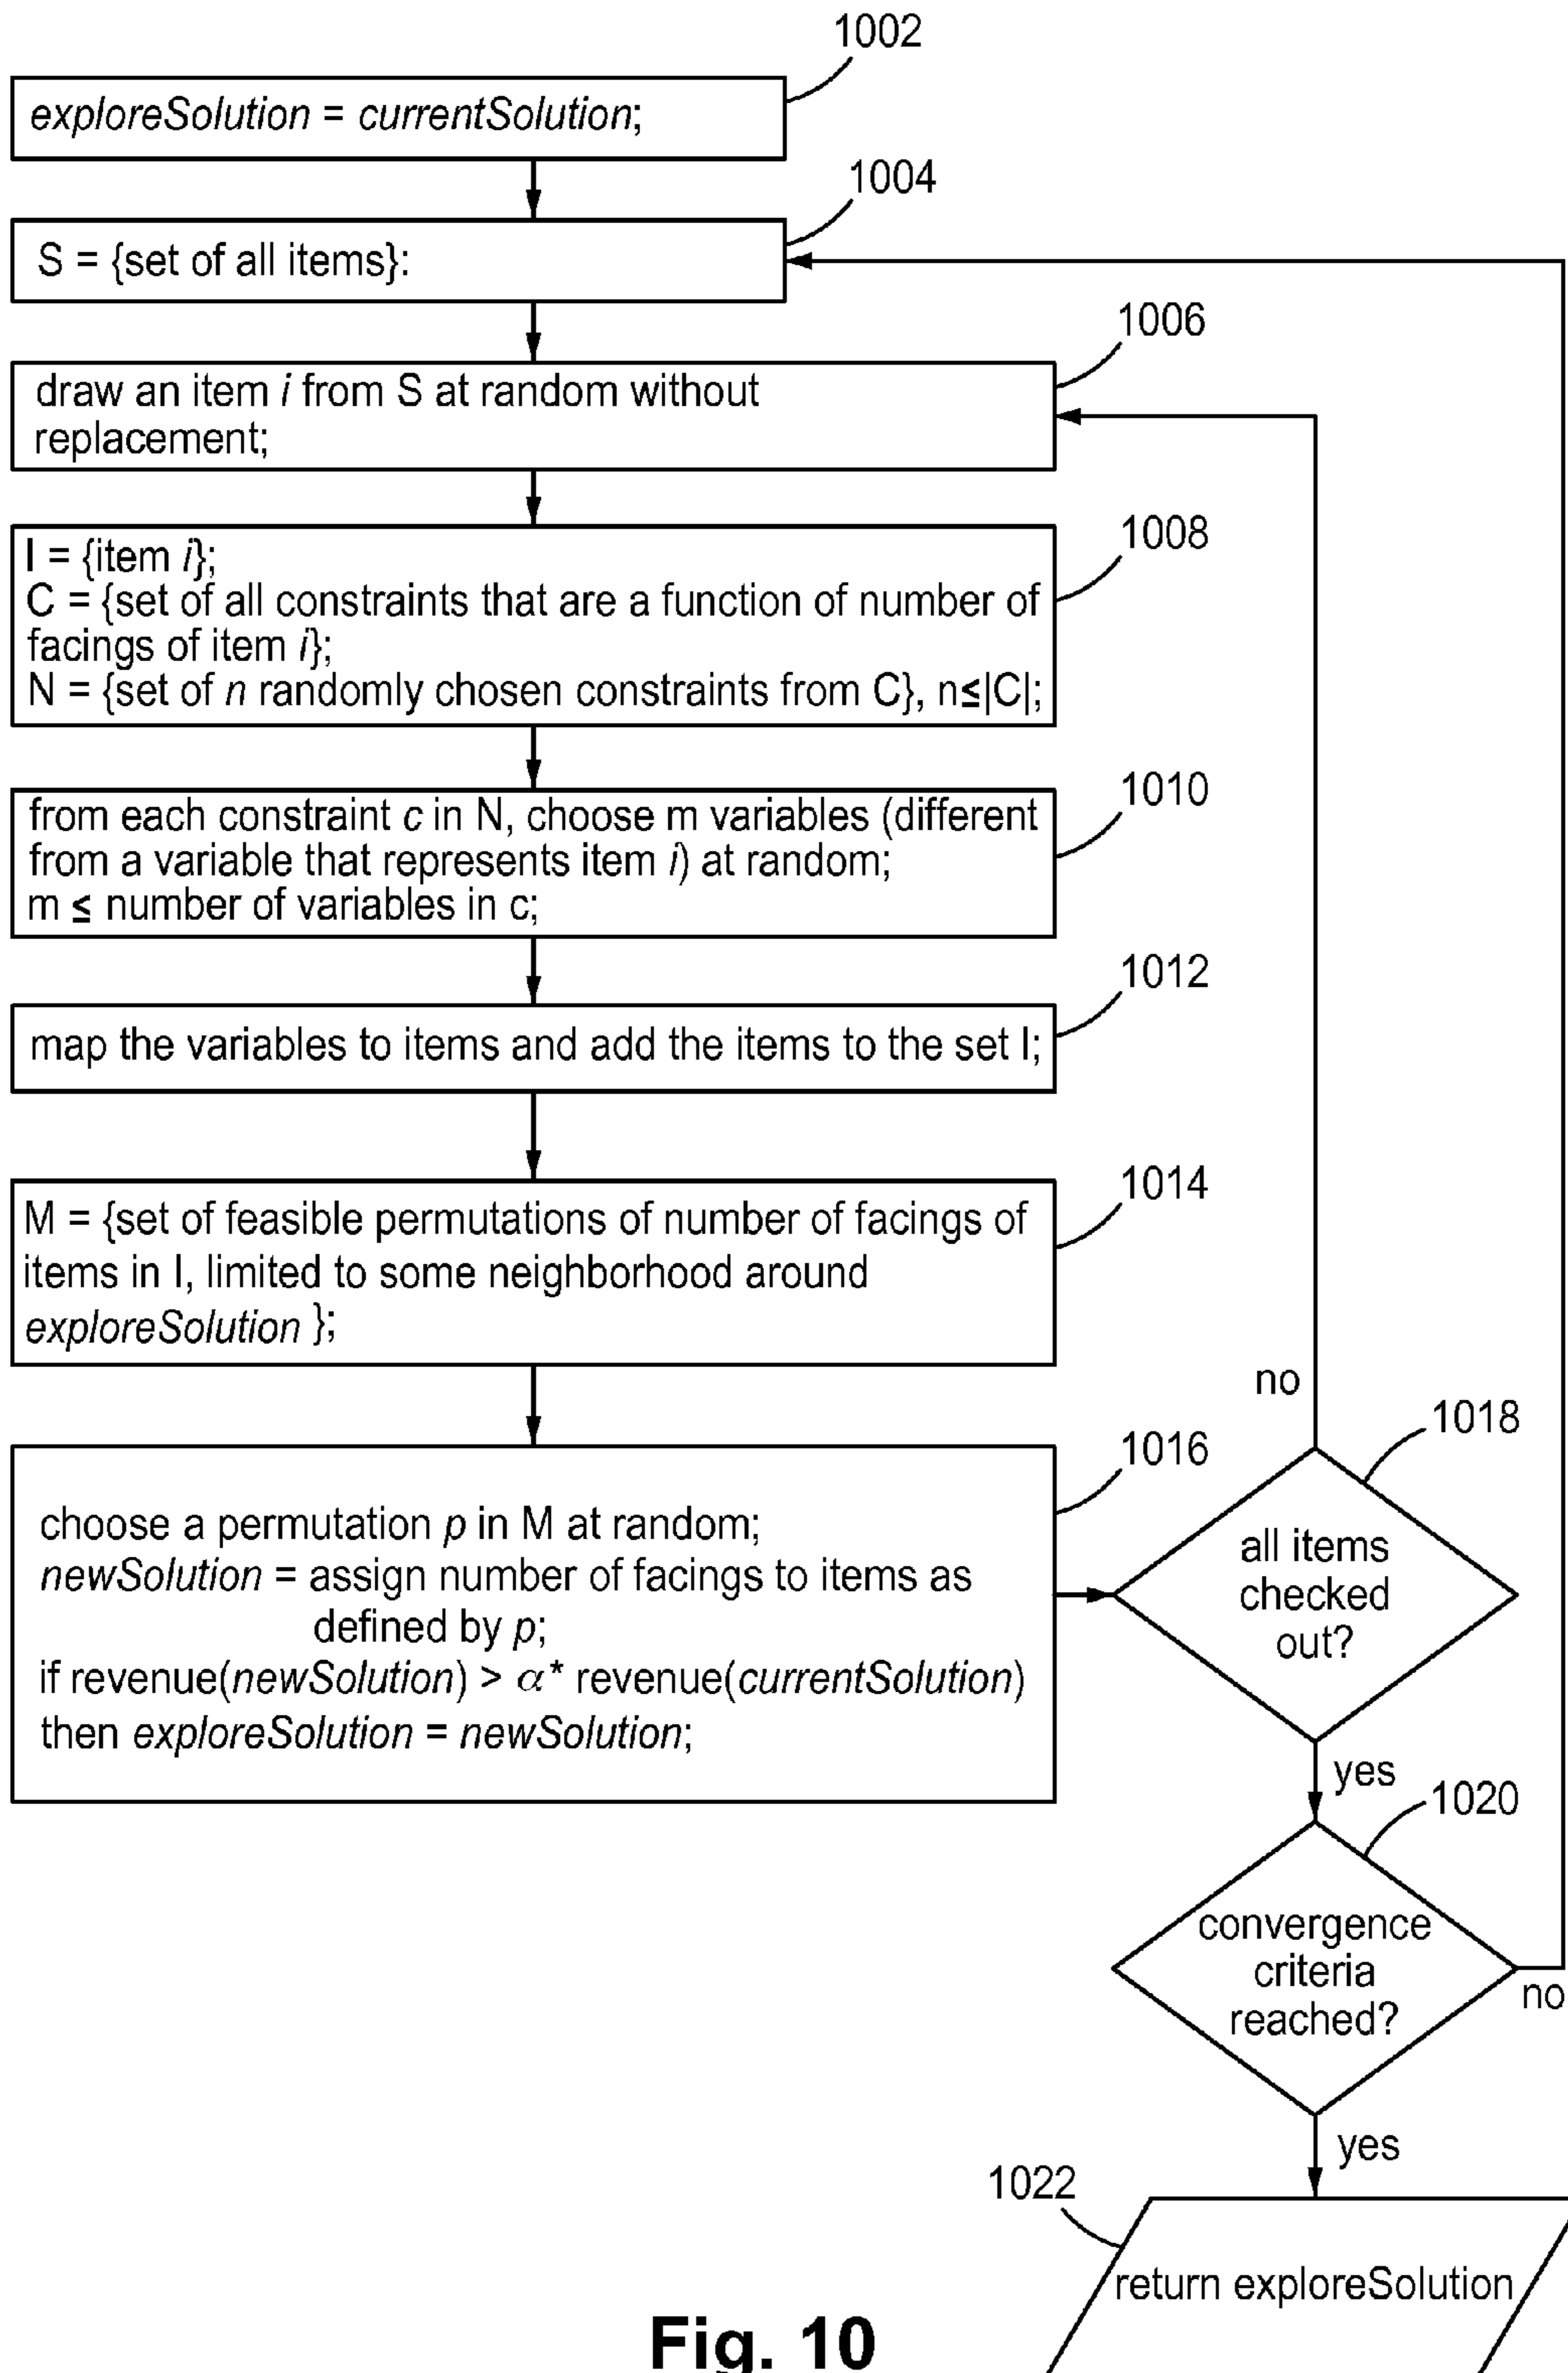 1002
exploreSolution = currentSolution;
1004
S = {set of all items}:
1006
draw an item i from S at random without
replacement;
1008
I = {item i};
C = {set of all constraints that are a function of number of
facings of item i};
N = {set of n randomly chosen constraints from C}, n≤|C|;
1010
from each constraint c in N, choose m variables (different
from a variable that represents item i) at random;
m ≤ number of variables in c;
1012
map the variables to items and add the items to the set I;
1014
M = {set of feasible permutations of number of facings of
items in I, limited to some neighborhood around
exploreSolution };
1016
choose a permutation p in M at random;
newSolution = assign number of facings to items as
defined by p;
if revenue(newSolution) > α* revenue(currentSolution)
then exploreSolution = newSolution;
no
1018
all items
checked
out?
yes
1020
convergence
criteria
reached?
no
yes
1022
return exploreSolution
Fig. 10